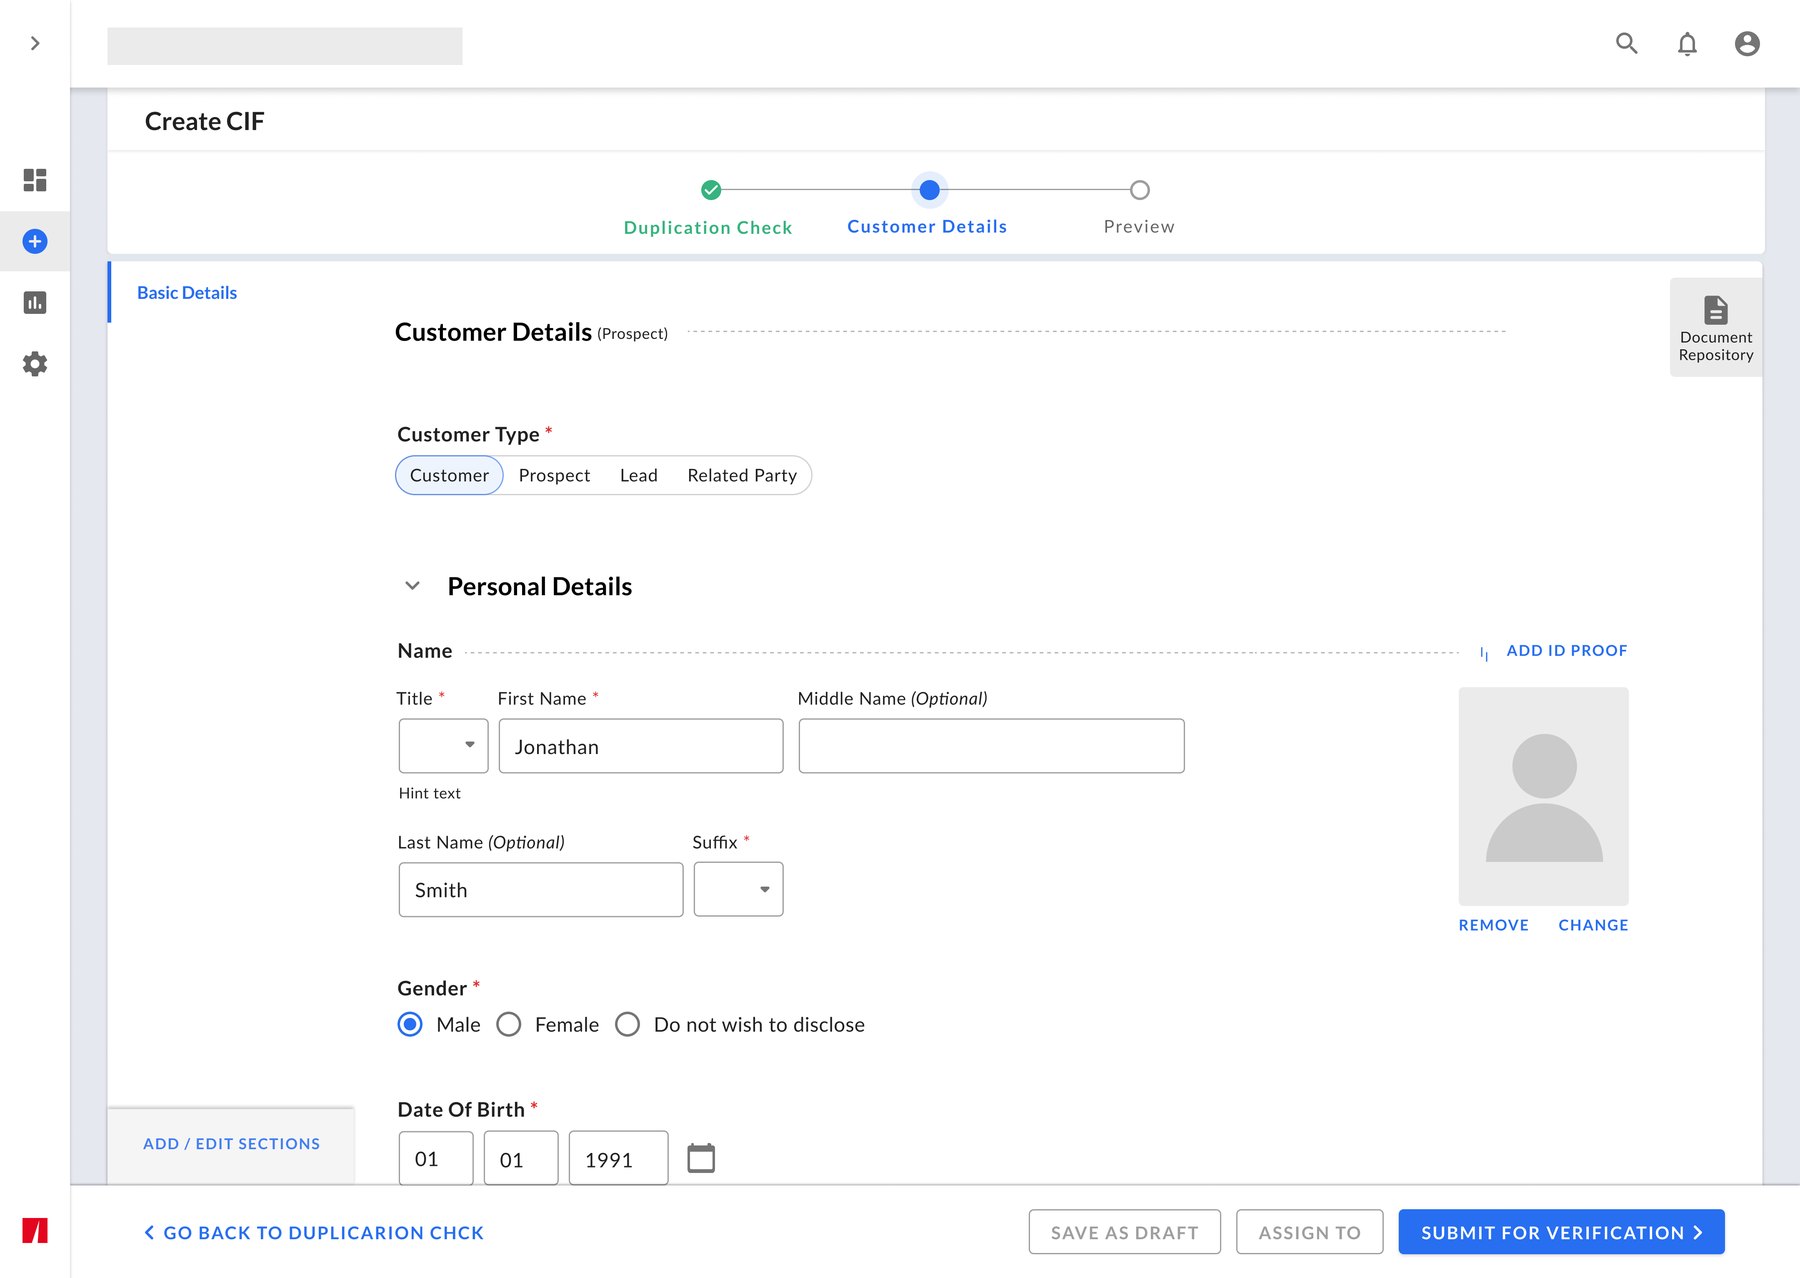 Create CIF
Duplication Check
Customer Details
Preview
Basic Details
Customer Details (Prospect)
Document
Repository
Customer Type *
Customer Prospect Lead Related Party
Personal Details
Name
ADD ID PROOF
Title * First Name * Middle Name (Optional)
Jonathan
Hint text
Last Name (Optional) Suffix *
Smith
REMOVE CHANGE
Gender *
Male Female Do not wish to disclose
Date Of Birth *
01 01 1991
ADD / EDIT SECTIONS
GO BACK TO DUPLICARION CHCK
SAVE AS DRAFT
ASSIGN TO
SUBMIT FOR VERIFICATION